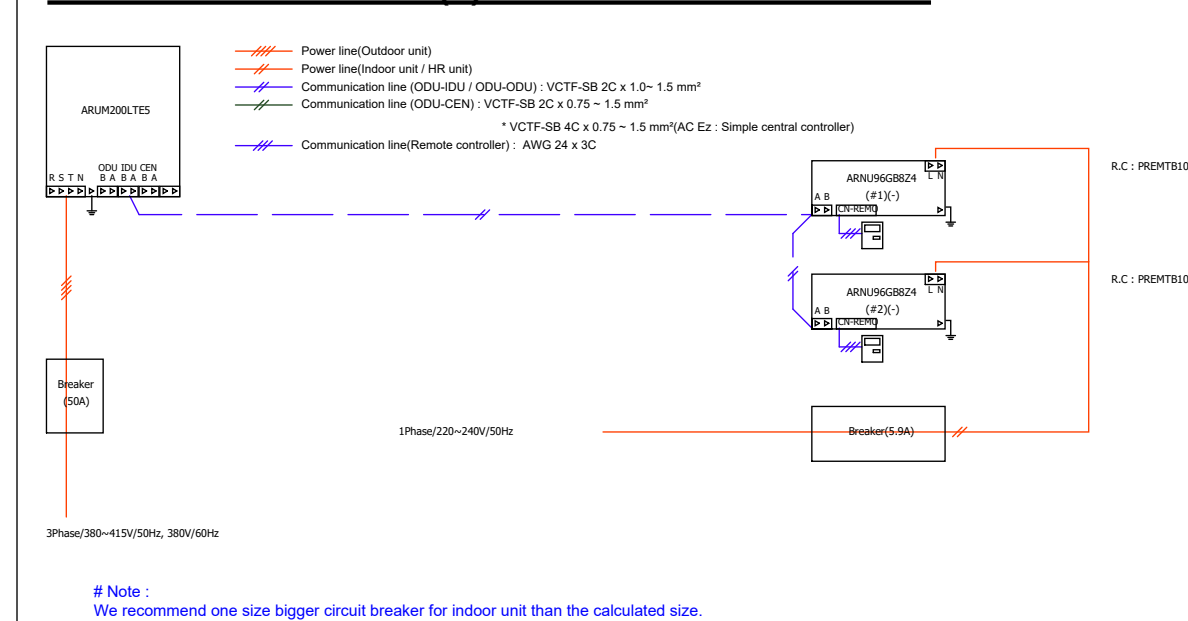 Power line(Outdoor unit)
Power line(Indoor unit / HR unit)
Communication line (ODU-IDU / ODU-ODU) : VCTF-SB 2C x 1.0~ 1.5 mm²
Communication line (ODU-CEN) : VCTF-SB 2C x 0.75 ~ 1.5 mm²
* VCTF-SB 4C x 0.75 ~ 1.5 mm²(AC Ez : Simple central controller)
Communication line(Remote controller) : AWG 24 x 3C
ARUM200LTE5
ODU IDU CEN
R S T N B A B A B A
R.C : PREMTB10
ARNU96GB8Z4
L N
(#1)(-)
A B
CN-REMO
R.C : PREMTB10
ARNU96GB8Z4
L N
(#2)(-)
A B
CN-REMO
Breaker
(50A)
1Phase/220~240V/50Hz
Breaker(5.9A)
3Phase/380~415V/50Hz, 380V/60Hz
# Note :
We recommend one size bigger circuit breaker for indoor unit than the calculated size.